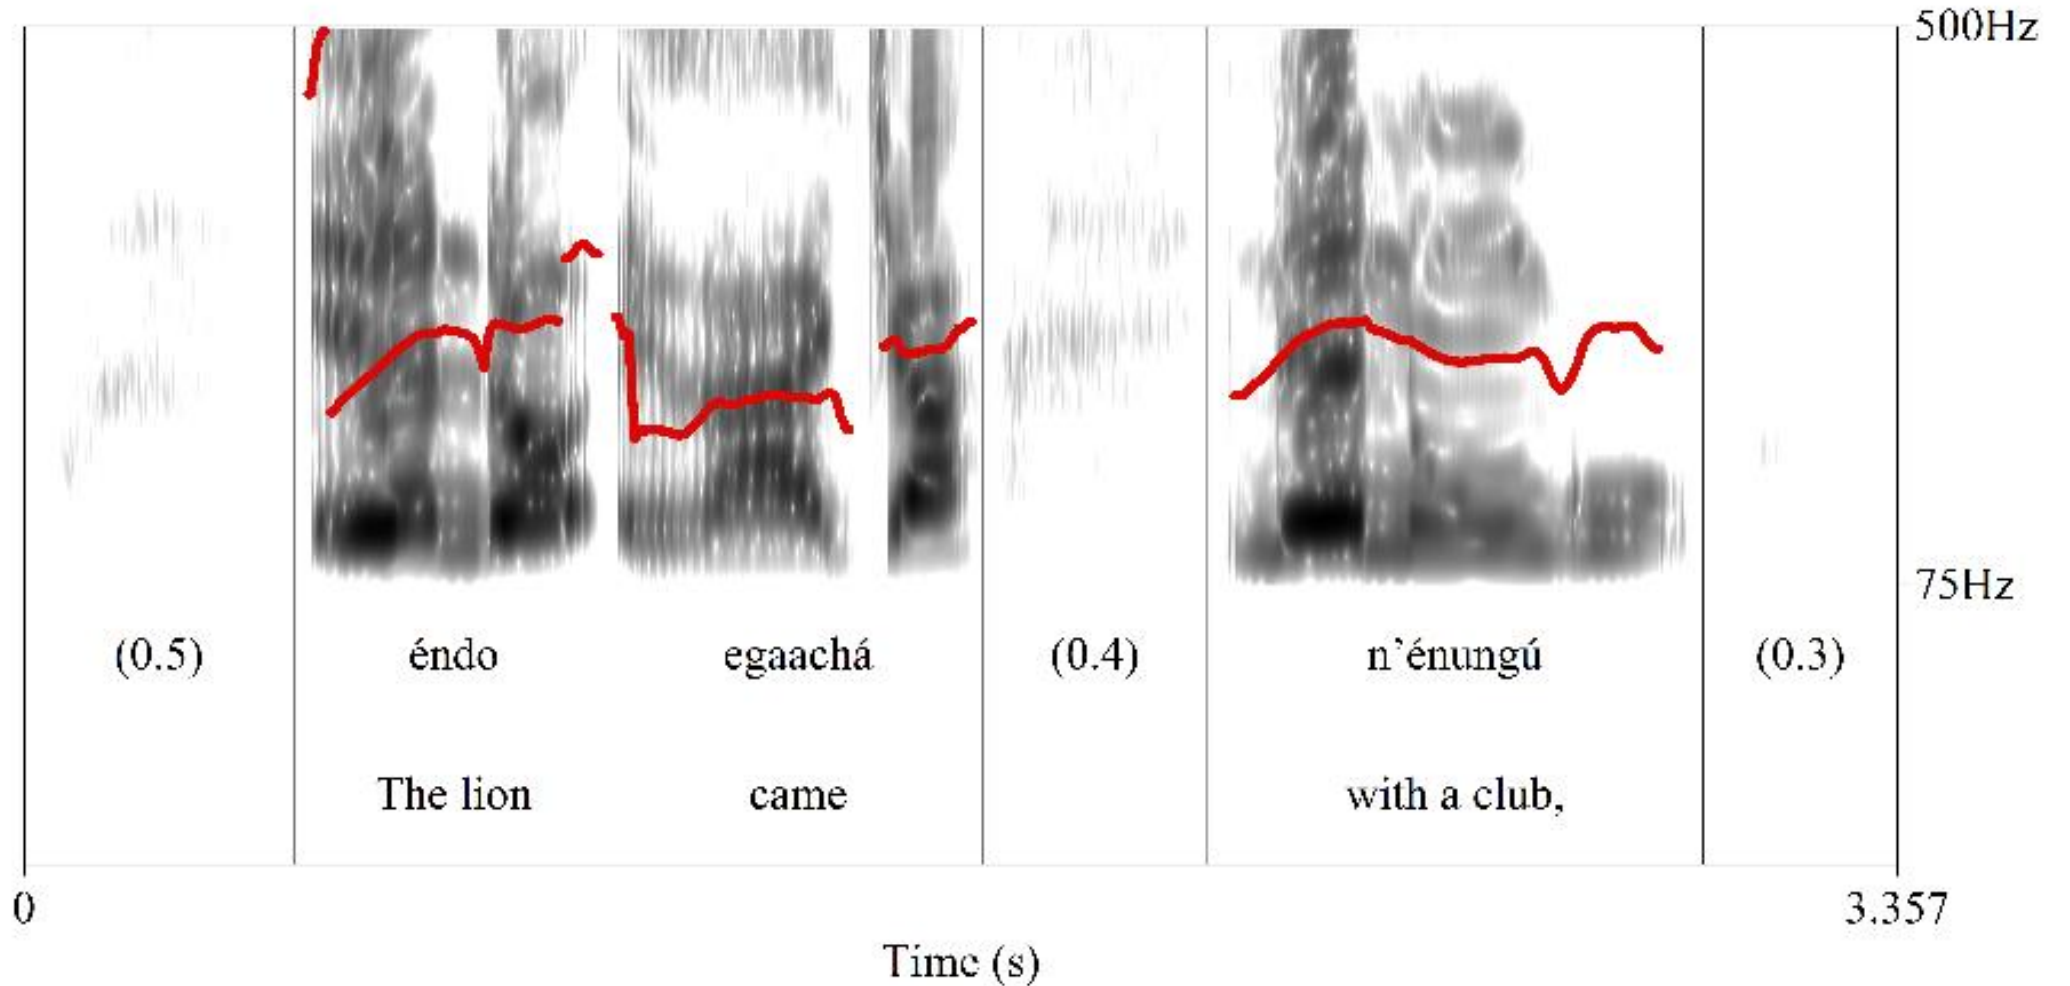 500Hz
75Hz
(0.5) éndo egaachá (0.4) n’énungú (0.3)
The lion came with a club,
0 3.357
Time (s)